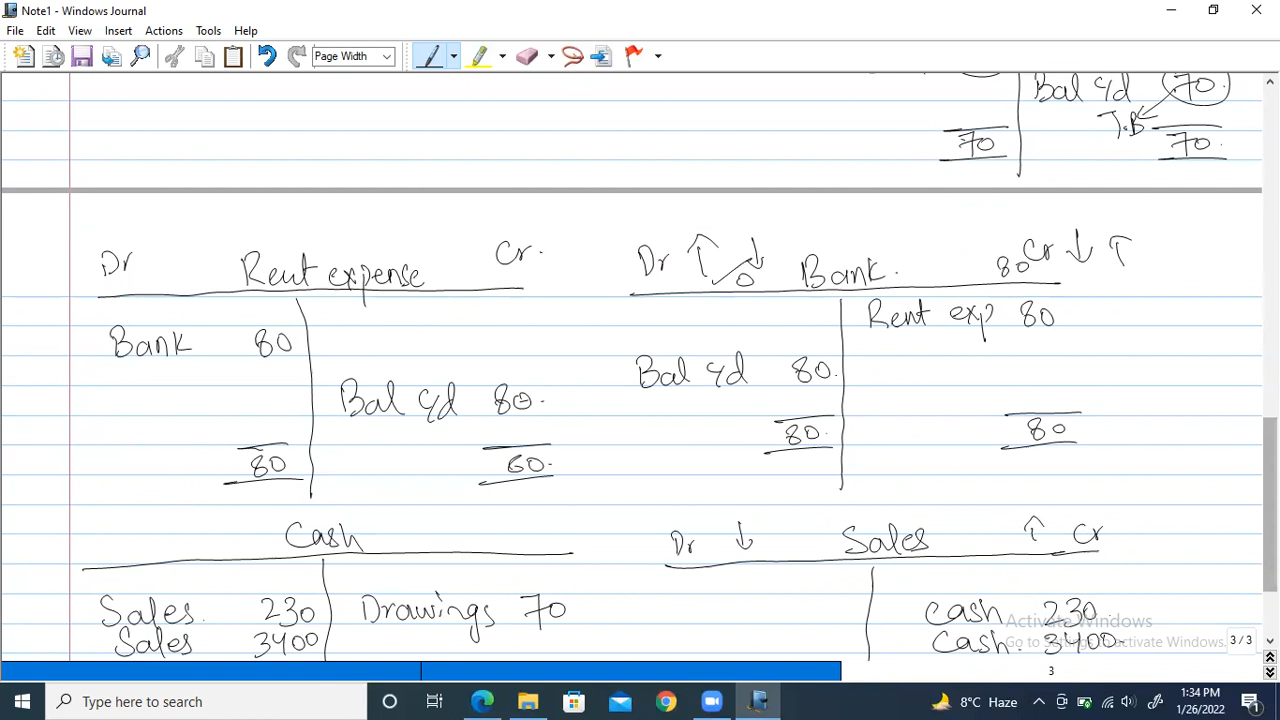 Note1 - Windows Journal
File Edit View Insert Actions Tools Help
Page Width
Bal c/d 70.
T.B
70 70.
Dr Rent expense Cr.
Dr ↑ ↓ 0 Bank. 80 Cr ↓ ↑
Bank 80
Rent exp 80
Bal c/d 80.
Bal c/d 80.
80. 80
80 60.
Cash
Dr ↓ Sales ↑ Cr
Sales. 230 Drawings 70
Cash 230
Sales 3400
Cash. 3400
Activate Windows
Go to Settings to activate Windows.
3 / 3
3
Type here to search
8°C Haze
1:34 PM
1/26/2022
1